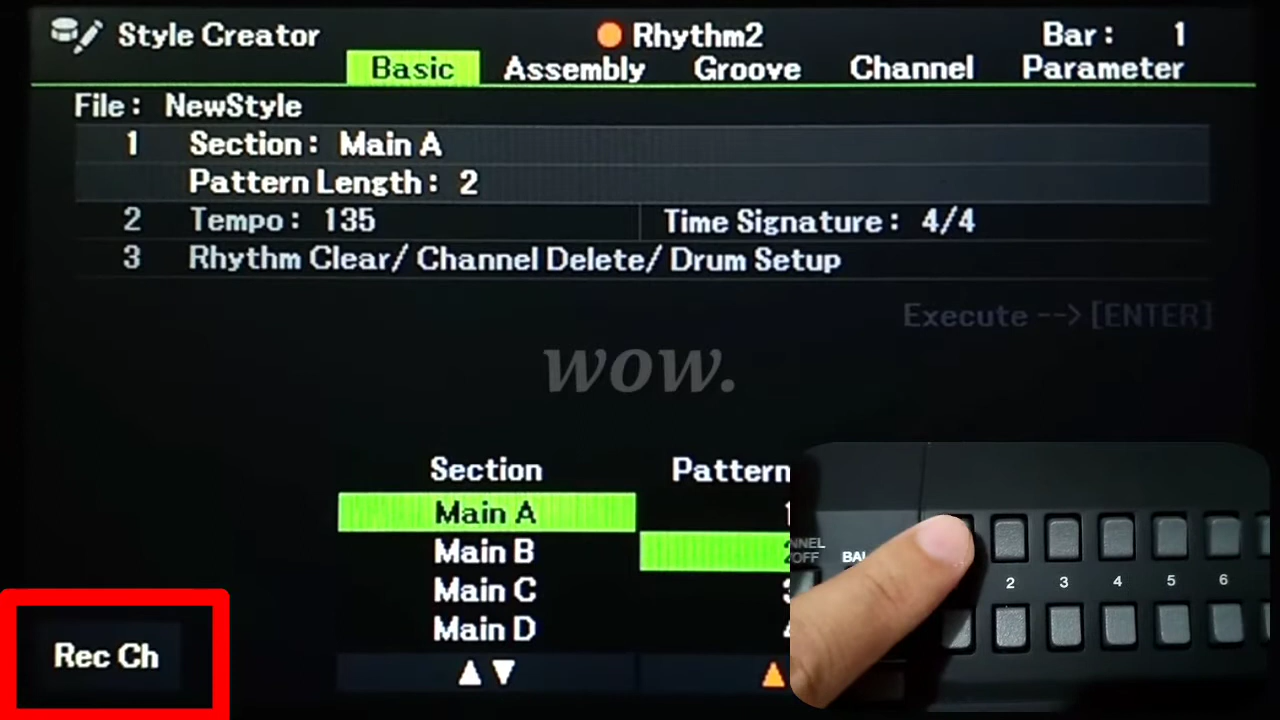 Style Creator
Rhythm2
Bar : 1
Basic Assembly Groove Channel Parameter
File : NewStyle
1 Section : Main A
Pattern Length : 2
2 Tempo : 135 Time Signature : 4/4
3 Rhythm Clear/ Channel Delete/ Drum Setup
Execute --> [ENTER]
wow.
Section Pattern
Main A
Main B
Main C
Main D
Rec Ch
2 3 4 5 6